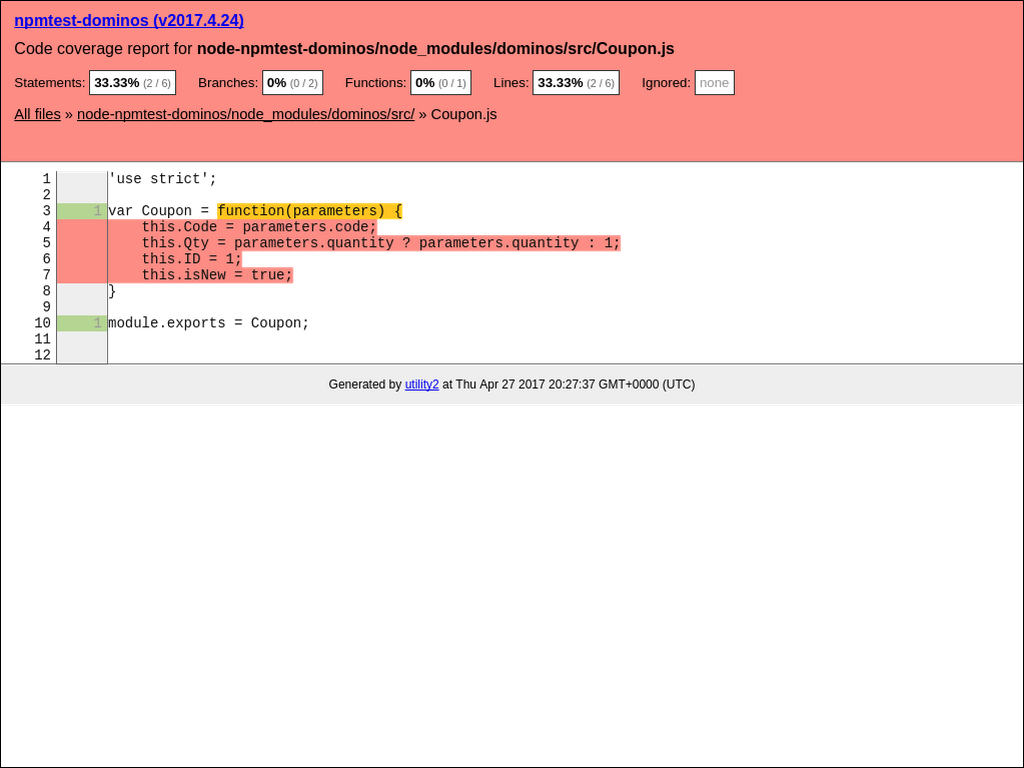 npmtest-dominos (v2017.4.24)
Code coverage report for node-npmtest-dominos/node_modules/dominos/src/Coupon.js
Statements: 33.33% (2 / 6) Branches: 0% (0 / 2) Functions: 0% (0 / 1) Lines: 33.33% (2 / 6) Ignored: none
All files » node-npmtest-dominos/node_modules/dominos/src/ » Coupon.js
1 'use strict';
2
3 1 var Coupon = function(parameters) {
4     this.Code = parameters.code;
5     this.Qty = parameters.quantity ? parameters.quantity : 1;
6     this.ID = 1;
7     this.isNew = true;
8 }
9
10 1 module.exports = Coupon;
11
12
Generated by utility2 at Thu Apr 27 2017 20:27:37 GMT+0000 (UTC)